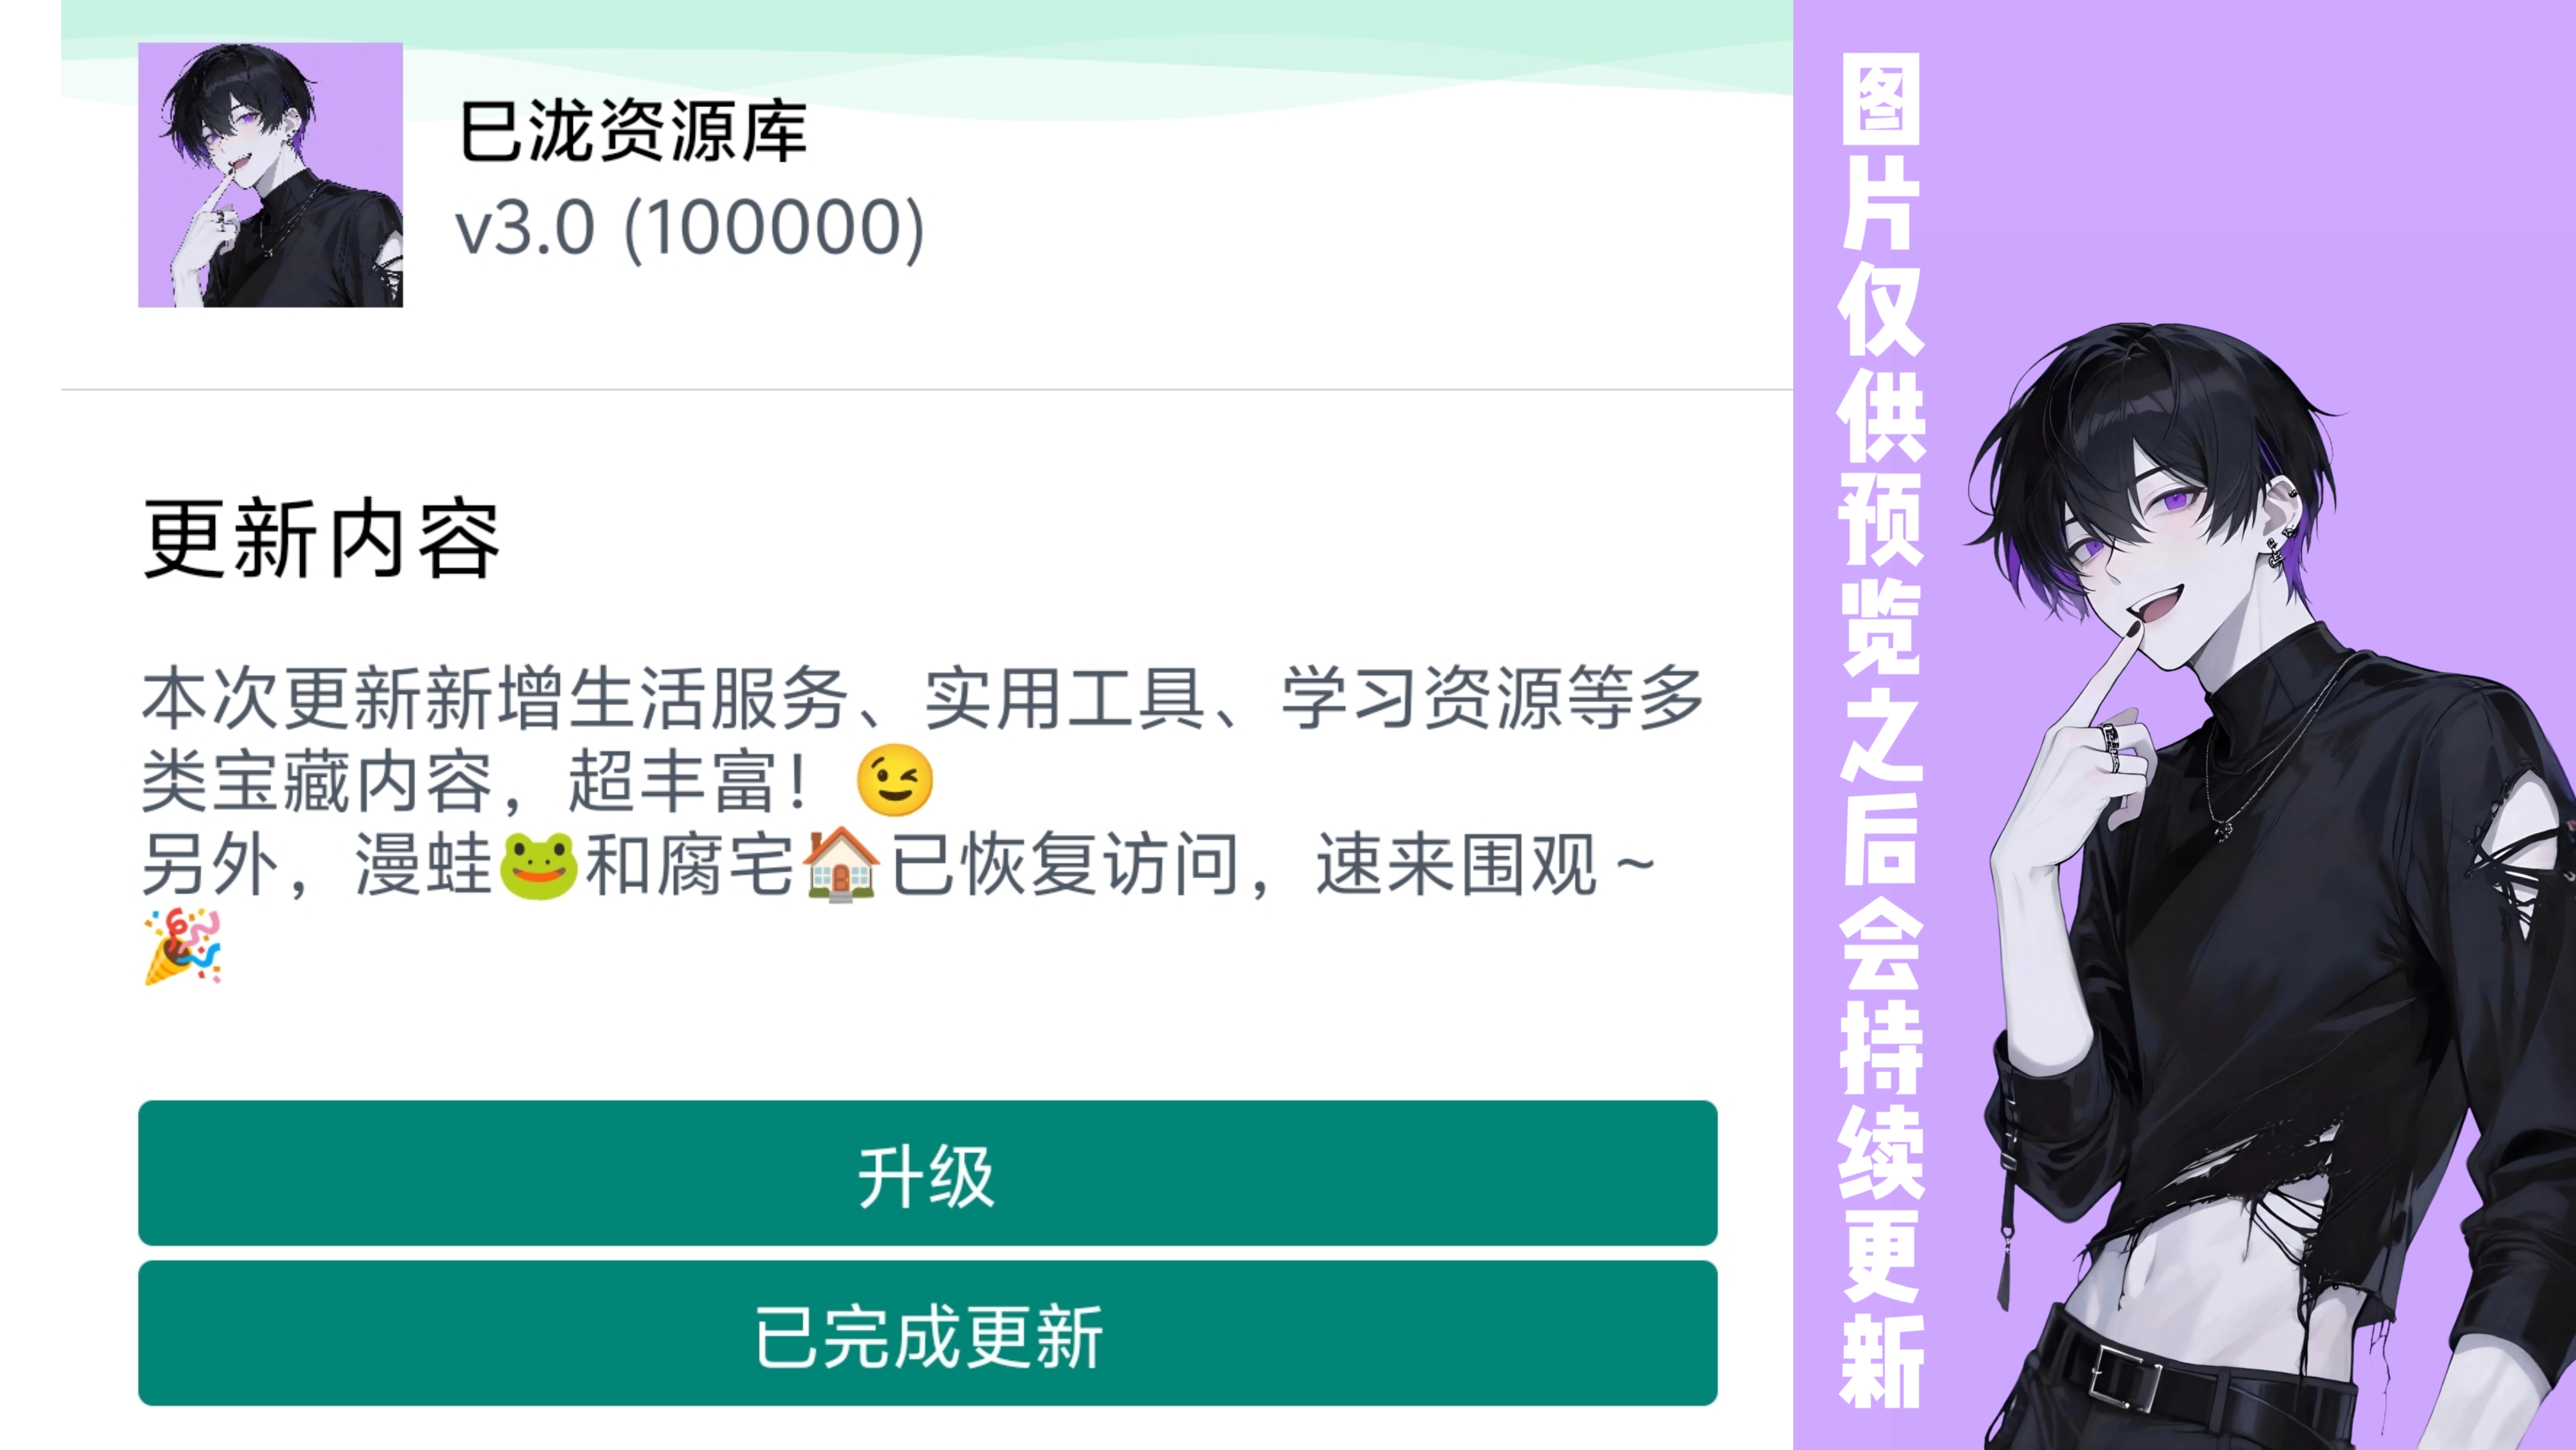 巳泷资源库
v3.0 (100000)
更新内容
本次更新新增生活服务、实用工具、学习资源等多
类宝藏内容，超丰富！😉
另外，漫蛙🐸和腐宅🏠已恢复访问，速来围观~
🎉
升级
已完成更新
图片仅供预览之后会持续更新